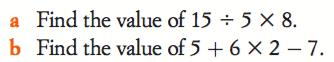 a Find the value of 15 ÷ 5 × 8.
b Find the value of 5 + 6 × 2 – 7.